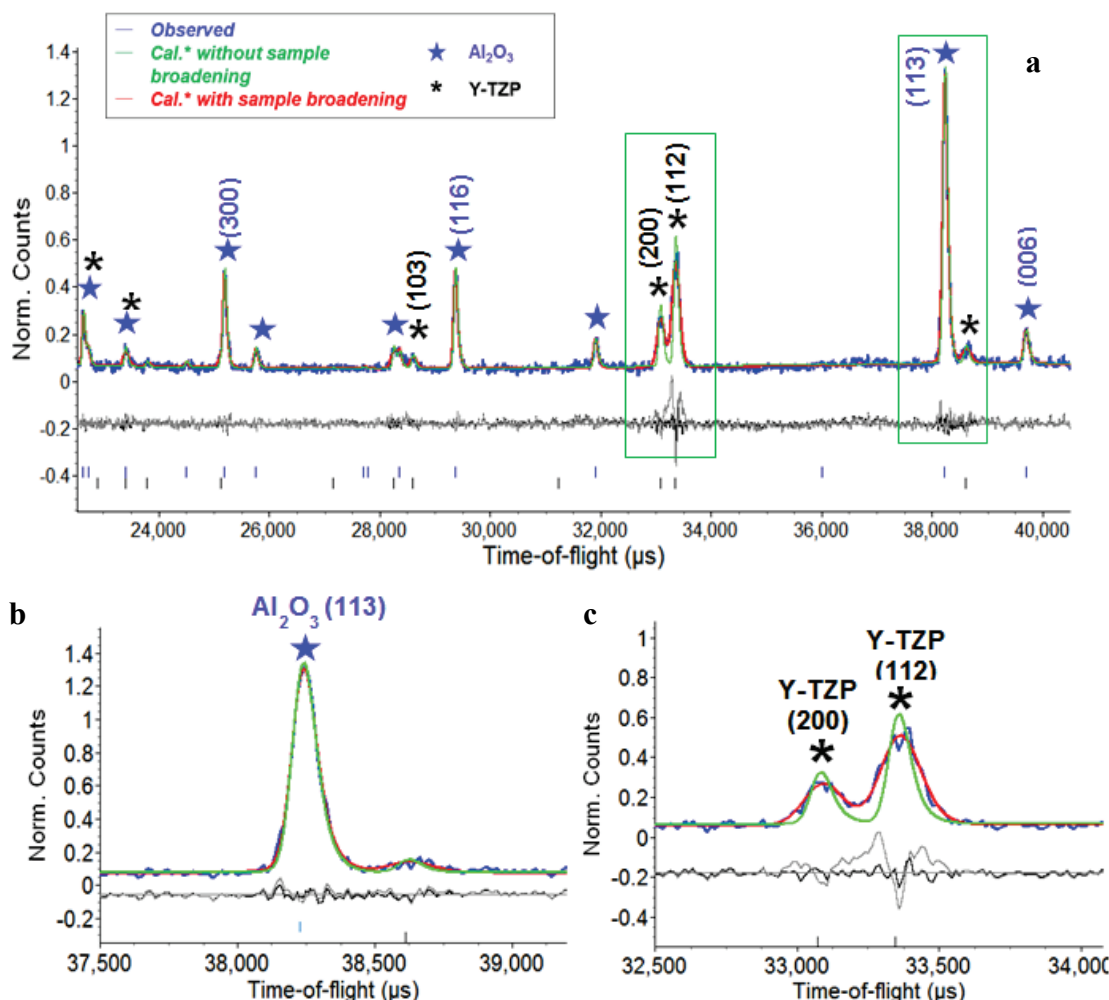 Observed
Cal.* without sample
broadening
Cal.* with sample broadening
★ Al₂O₃
* Y-TZP
a
1.4
1.2
1
0.8
0.6
0.4
0.2
0
-0.2
-0.4
Norm. Counts
(300)
(103)
(116)
(200)
(112)
(113)
(006)
24,000 26,000 28,000 30,000 32,000 34,000 36,000 38,000 40,000
Time-of-flight (µs)
b
Al₂O₃ (113)
1.4
1.2
1
0.8
0.6
0.4
0.2
0
-0.2
Norm. Counts
37,500 38,000 38,500 39,000
Time-of-flight (µs)
c
Y-TZP
(200)
Y-TZP
(112)
1
0.8
0.6
0.4
0.2
0
-0.2
-0.4
Norm. Counts
32,500 33,000 33,500 34,000
Time-of-flight (µs)